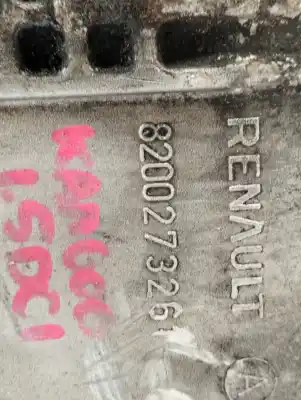 RENAULT
A
8200273261
KANGOO
1.5DCI